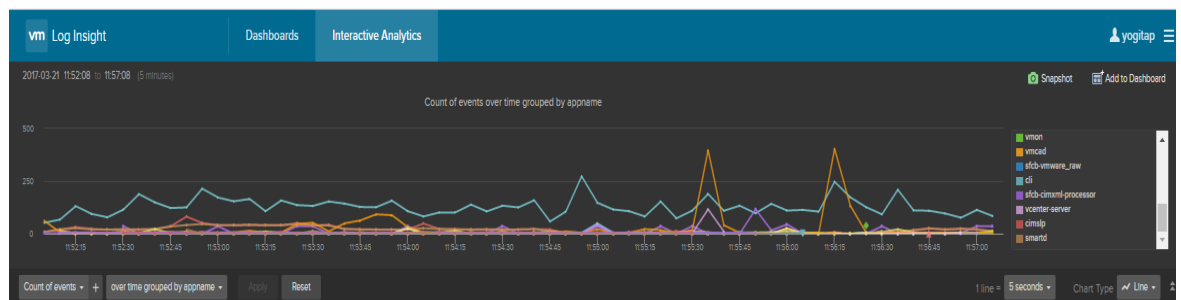 vm Log Insight Dashboards Interactive Analytics yogitap
2017-03-21 11:52:08 to 11:57:08 (5 minutes) Snapshot Add to Dashboard
Count of events over time grouped by appname
500
250
0
11:52:15 11:52:30 11:52:45 11:53:00 11:53:15 11:53:30 11:53:45 11:54:00 11:54:15 11:54:30 11:54:45 11:55:00 11:55:15 11:55:30 11:55:45 11:56:00 11:56:15 11:56:30 11:56:45 11:57:00
vmon
vmcad
sfcb-vmware_raw
cli
sfcb-cimxml-processor
vcenter-server
cimslp
smartd
Count of events + over time grouped by appname Apply Reset 1 line = 5 seconds Chart Type Line